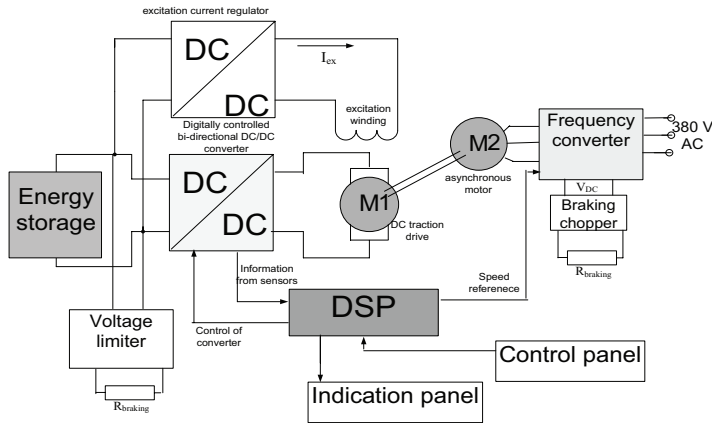 excitation current regulator
DC
DC
I_ex
excitation
winding
Digitally controlled
bi-directional DC/DC
converter
DC
DC
Energy
storage
M1
DC traction
drive
M2
asynchronous
motor
Frequency
converter
380 V
AC
V_DC
Braking
chopper
R_braking
Information
from sensors
Speed
referenece
DSP
Control of
converter
Voltage
limiter
R_braking
Control panel
Indication panel